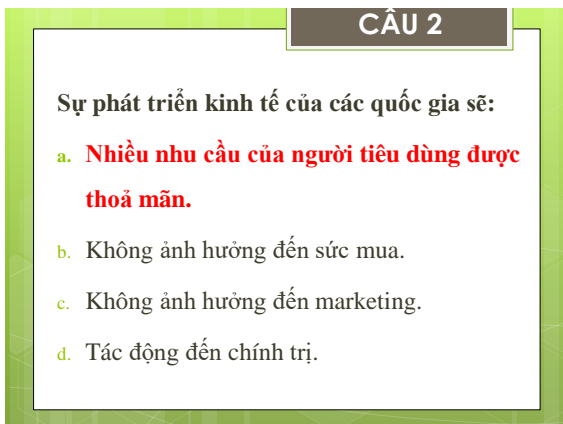 CÂU 2
Sự phát triển kinh tế của các quốc gia sẽ:
a. Nhiều nhu cầu của người tiêu dùng được
thoả mãn.
b. Không ảnh hưởng đến sức mua.
c. Không ảnh hưởng đến marketing.
d. Tác động đến chính trị.